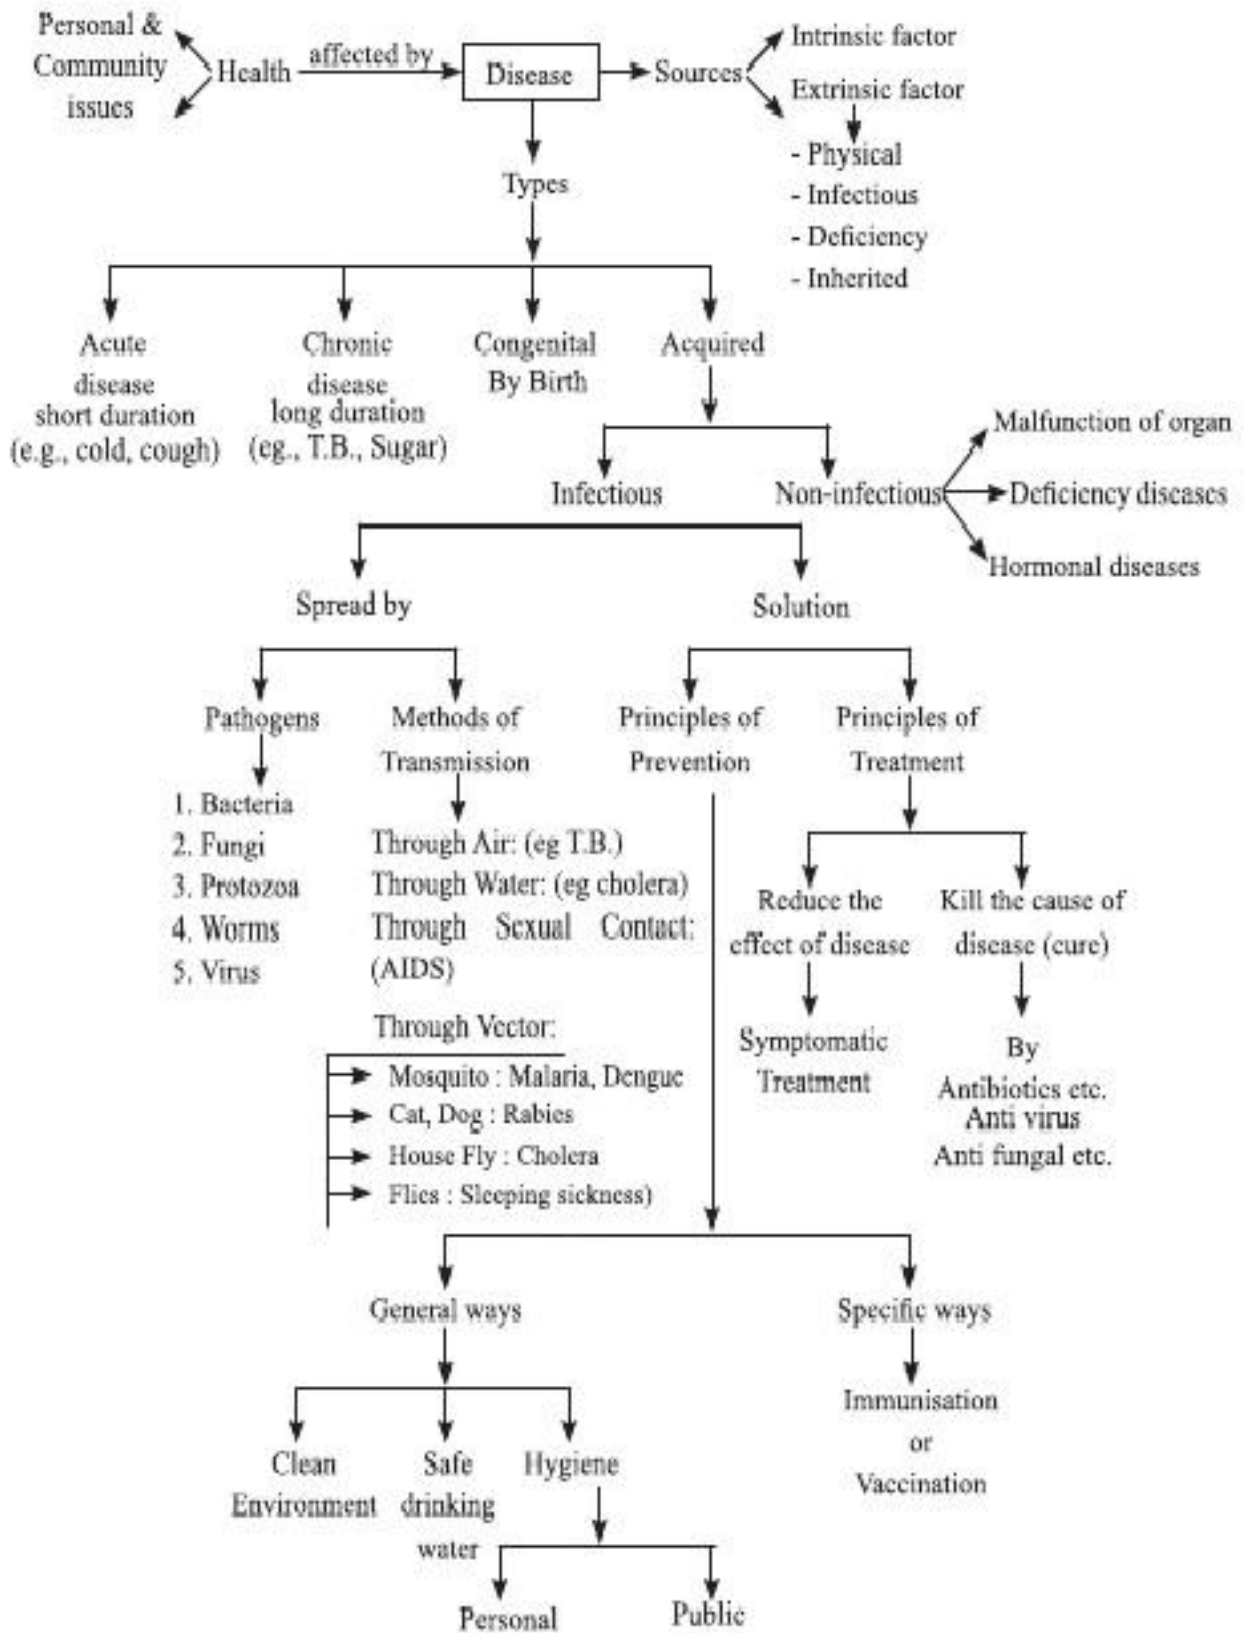 Personal &
Community
issues
Health
affected by
Disease
Sources
Intrinsic factor
Extrinsic factor
- Physical
- Infectious
- Deficiency
- Inherited
Types
Acute
disease
short duration
(e.g., cold, cough)
Chronic
disease
long duration
(eg., T.B., Sugar)
Congenital
By Birth
Acquired
Infectious
Non-infectious
Malfunction of organ
Deficiency diseases
Hormonal diseases
Spread by
Solution
Pathogens
1. Bacteria
2. Fungi
3. Protozoa
4. Worms
5. Virus
Methods of
Transmission
Through Air: (eg T.B.)
Through Water: (eg cholera)
Through Sexual Contact:
(AIDS)
Through Vector:
Mosquito : Malaria, Dengue
Cat, Dog : Rabies
House Fly : Cholera
Flies : Sleeping sickness)
Principles of
Prevention
Principles of
Treatment
Reduce the
effect of disease
Symptomatic
Treatment
Kill the cause of
disease (cure)
By
Antibiotics etc.
Anti virus
Anti fungal etc.
General ways
Specific ways
Clean
Environment
Safe
drinking
water
Hygiene
Personal
Public
Immunisation
or
Vaccination